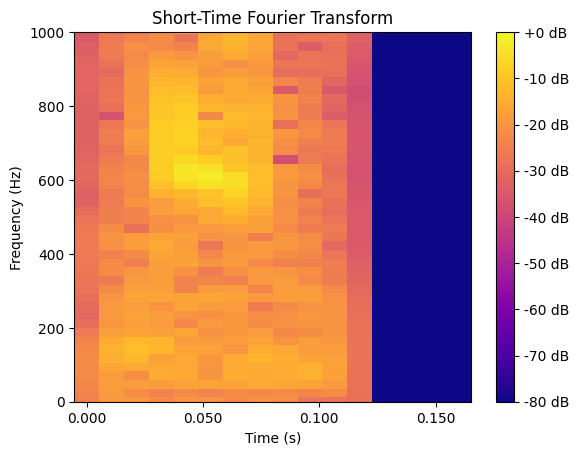 Short-Time Fourier Transform
1000
800
600
400
200
0
Frequency (Hz)
0.000
0.050
0.100
0.150
Time (s)
+0 dB
-10 dB
-20 dB
-30 dB
-40 dB
-50 dB
-60 dB
-70 dB
-80 dB